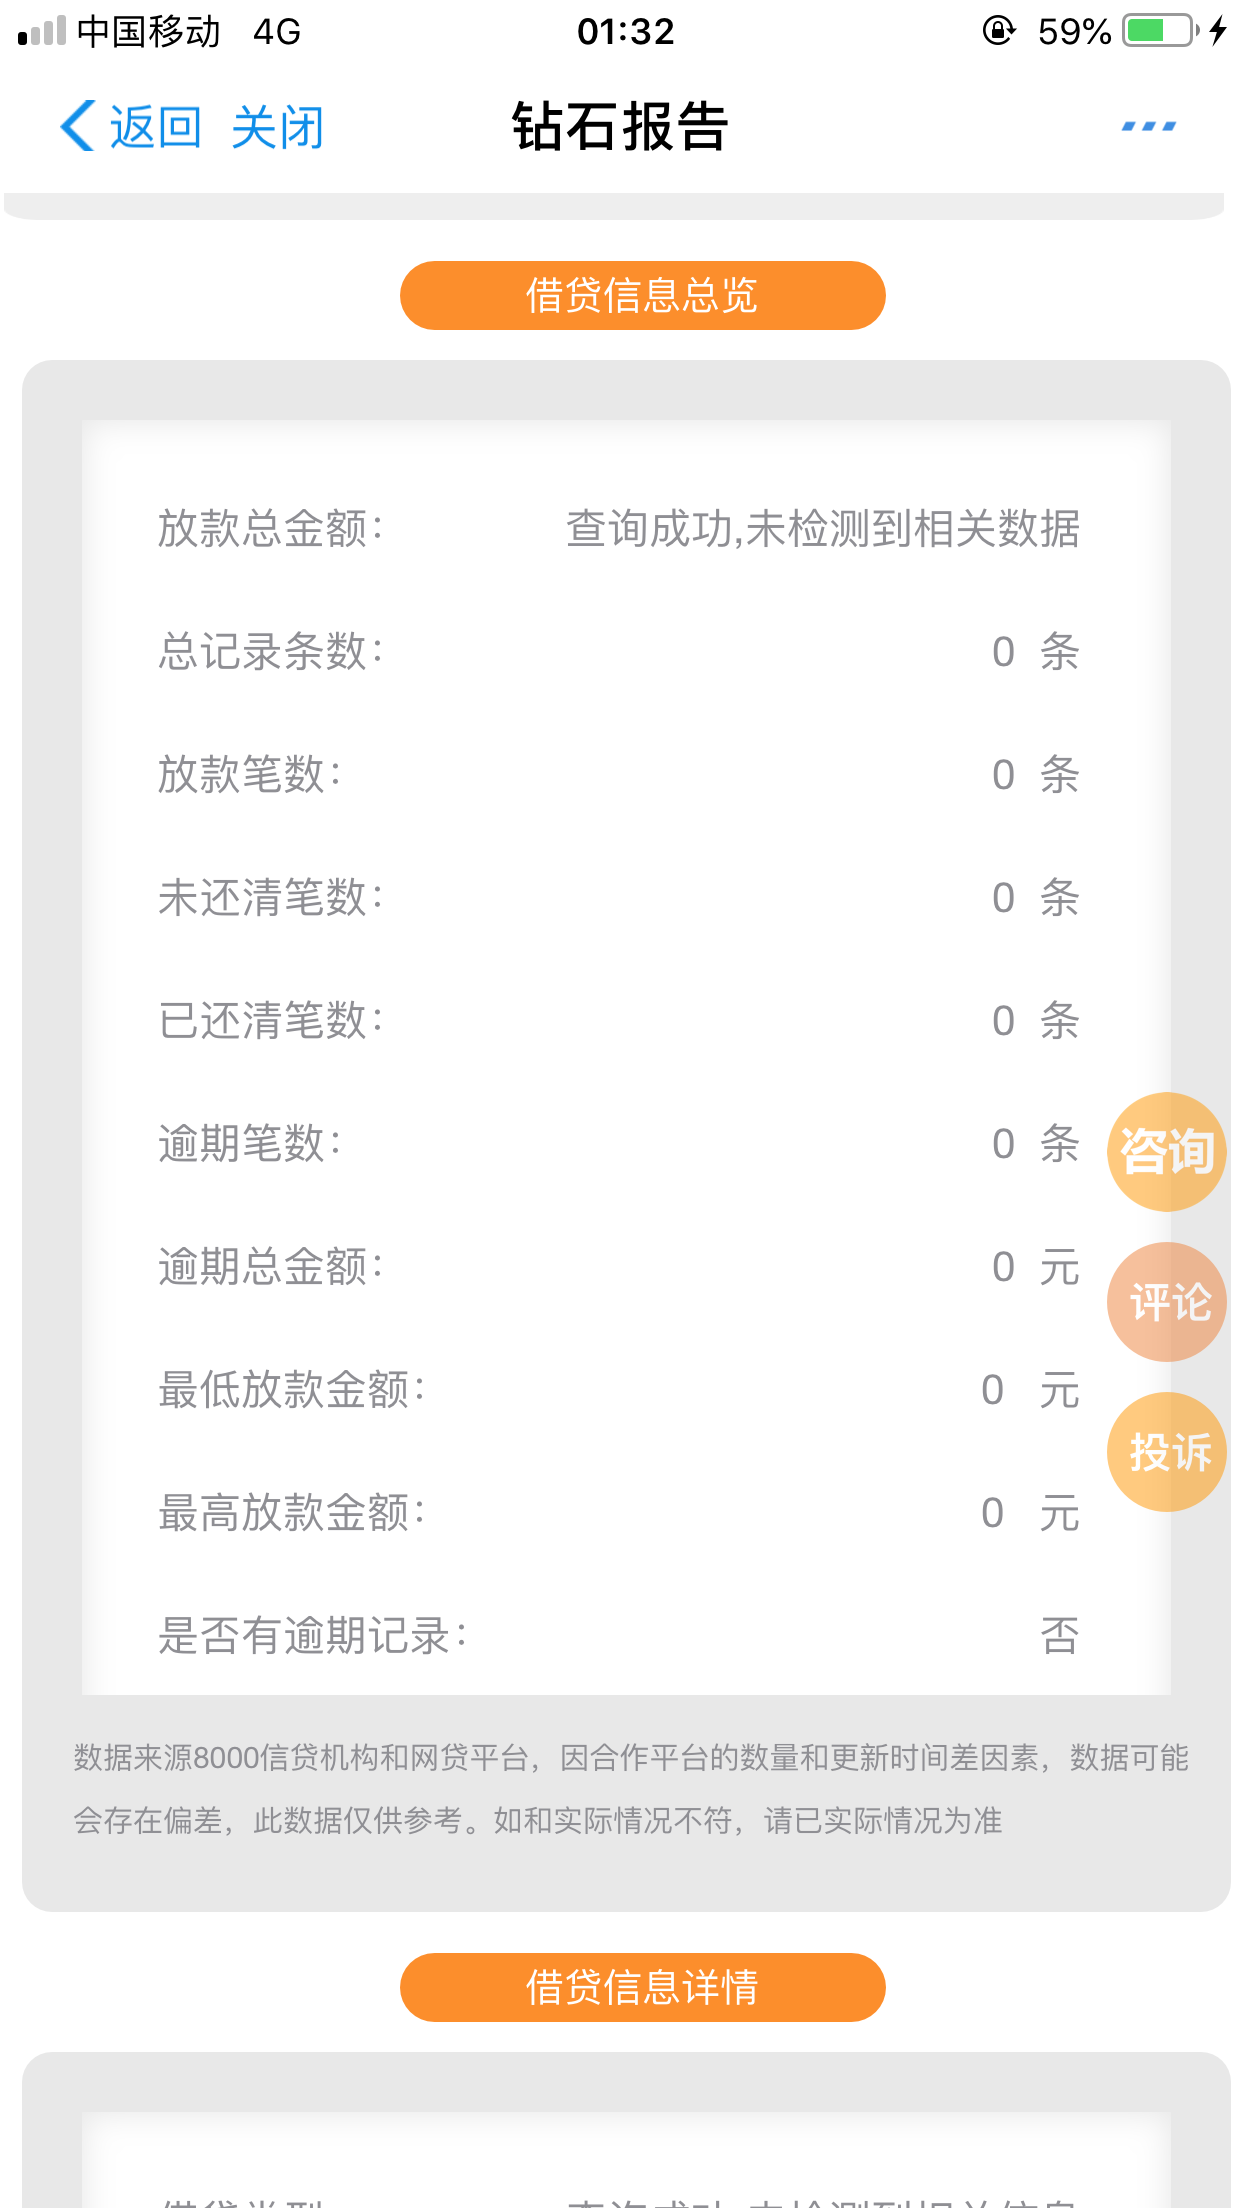 中国移动 4G 01:32 59%
返回 关闭 钻石报告
借贷信息总览
放款总金额： 查询成功,未检测到相关数据
总记录条数： 0 条
放款笔数： 0 条
未还清笔数： 0 条
已还清笔数： 0 条
逾期笔数： 0 条
咨询
逾期总金额： 0 元
评论
最低放款金额： 0 元
投诉
最高放款金额： 0 元
是否有逾期记录： 否
数据来源8000信贷机构和网贷平台，因合作平台的数量和更新时间差因素，数据可能
会存在偏差，此数据仅供参考。如和实际情况不符，请已实际情况为准
借贷信息详情